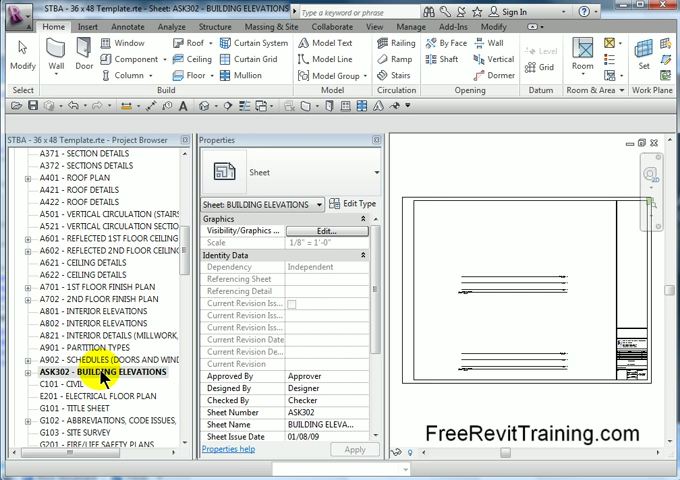 STBA - 36 x 48 Template.rte - Sheet: ASK302 - BUILDING ELEVATIONS
Type a keyword or phrase
Sign In
Home Insert Annotate Analyze Structure Massing & Site Collaborate View Manage Add-Ins Modify
Modify
Wall
Door
Window
Component
Column
Roof
Ceiling
Floor
Curtain System
Curtain Grid
Mullion
Model Text
Model Line
Model Group
Railing
Ramp
Stairs
By Face
Shaft
Wall
Vertical
Dormer
Level
Grid
Room
Set
Select Build Model Circulation Opening Datum Room & Area Work Plane
STBA - 36 x 48 Template.rte - Project Browser
A371 - SECTION DETAILS
A372 - SECTIONS DETAILS
A401 - ROOF PLAN
A421 - ROOF DETAILS
A422 - ROOF DETAILS
A501 - VERTICAL CIRCULATION (STAIRS
A521 - VERTICAL CIRCULATION SECTION
A601 - REFLECTED 1ST FLOOR CEILING
A602 - REFLECTED 2ND FLOOR CEILING
A621 - CEILING DETAILS
A622 - CEILING DETAILS
A701 - 1ST FLOOR FINISH PLAN
A702 - 2ND FLOOR FINISH PLAN
A801 - INTERIOR ELEVATIONS
A802 - INTERIOR ELEVATIONS
A821 - INTERIOR DETAILS (MILLWORK,
A901 - PARTITION TYPES
A902 - SCHEDULES (DOORS AND WIND
ASK302 - BUILDING ELEVATIONS
C101 - CIVIL
E201 - ELECTRICAL FLOOR PLAN
G101 - TITLE SHEET
G102 - ABBREVIATIONS, CODE ISSUES,
G103 - SITE SURVEY
G201 - FIRE/LIFE SAFETY PLANS
Properties
Sheet
Sheet: BUILDING ELEVATIONS
Edit Type
Graphics
Visibility/Graphics ... Edit...
Scale 1/8" = 1'-0"
Identity Data
Dependency Independent
Referencing Sheet
Referencing Detail
Current Revision Iss...
Current Revision Iss...
Current Revision Iss...
Current Revision Date
Current Revision De...
Current Revision
Approved By Approver
Designed By Designer
Checked By Checker
Sheet Number ASK302
Sheet Name BUILDING ELEVA...
Sheet Issue Date 01/08/09
Properties help
Apply
FreeRevitTraining.com